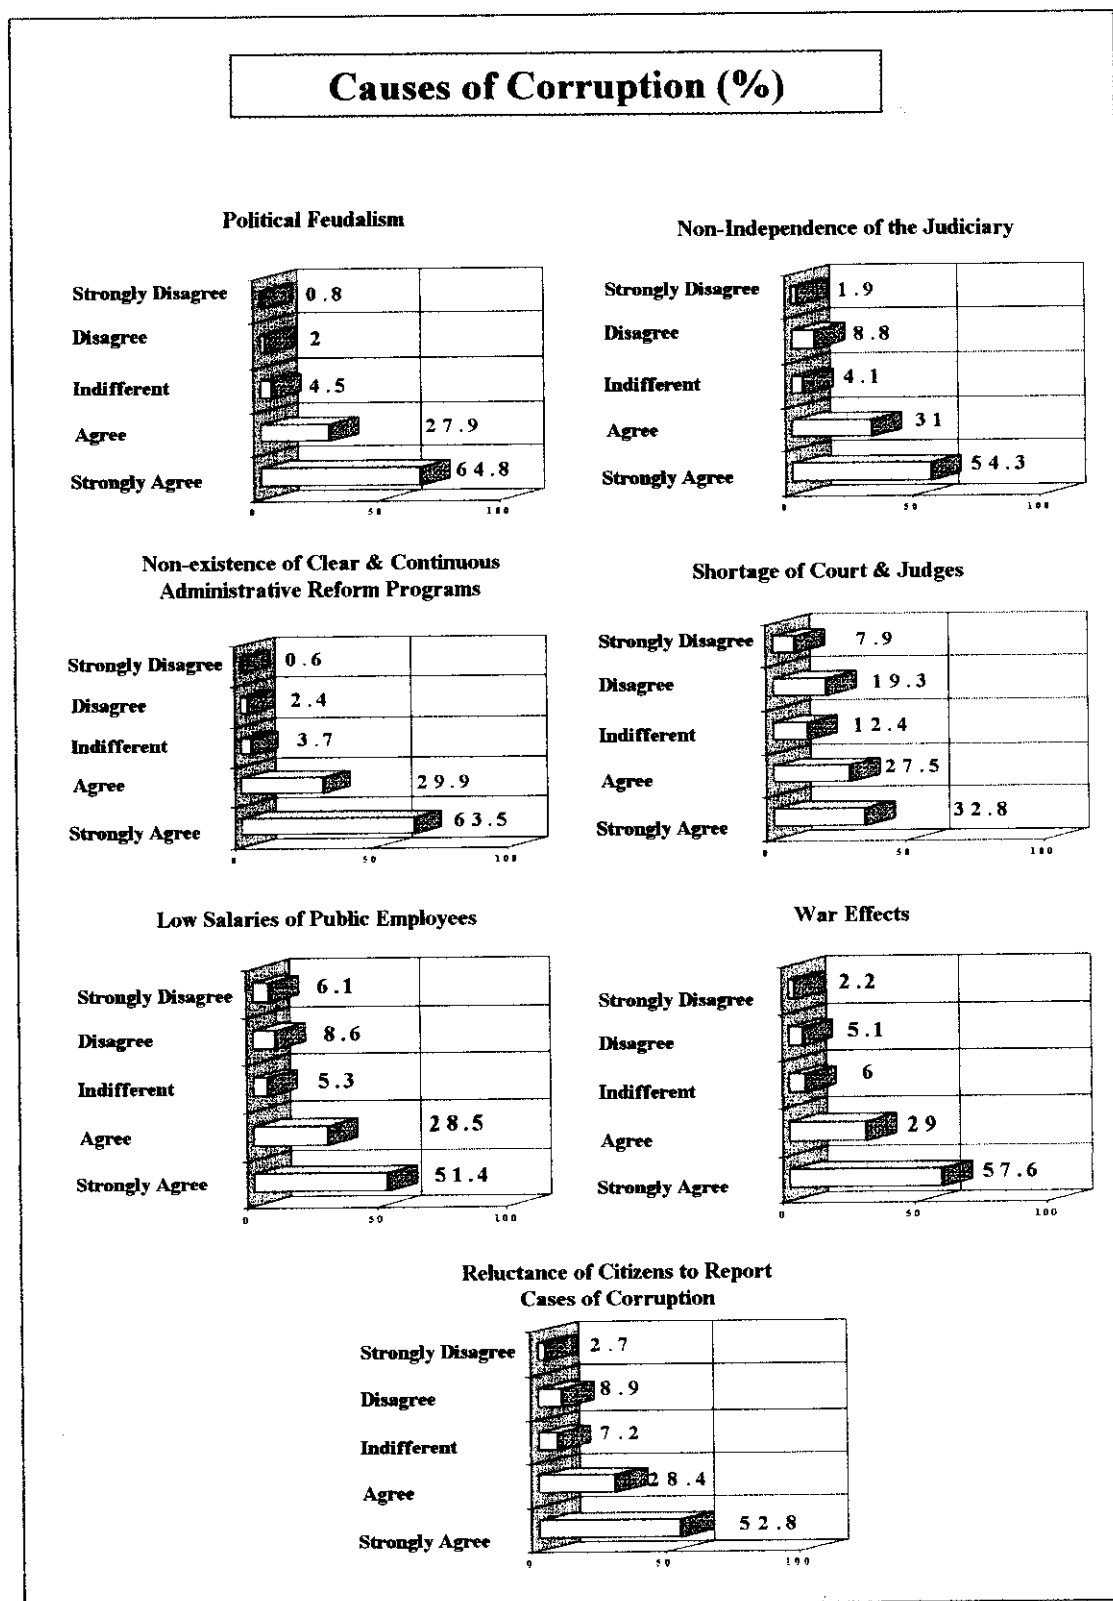 Causes of Corruption (%)
Political Feudalism
Strongly Disagree 0.8
Disagree 2
Indifferent 4.5
Agree 27.9
Strongly Agree 64.8
0 50 100
Non-Independence of the Judiciary
Strongly Disagree 1.9
Disagree 8.8
Indifferent 4.1
Agree 31
Strongly Agree 54.3
0 50 100
Non-existence of Clear & Continuous
Administrative Reform Programs
Strongly Disagree 0.6
Disagree 2.4
Indifferent 3.7
Agree 29.9
Strongly Agree 63.5
0 50 100
Shortage of Court & Judges
Strongly Disagree 7.9
Disagree 19.3
Indifferent 12.4
Agree 27.5
Strongly Agree 32.8
0 50 100
Low Salaries of Public Employees
Strongly Disagree 6.1
Disagree 8.6
Indifferent 5.3
Agree 28.5
Strongly Agree 51.4
0 50 100
War Effects
Strongly Disagree 2.2
Disagree 5.1
Indifferent 6
Agree 29
Strongly Agree 57.6
0 50 100
Reluctance of Citizens to Report
Cases of Corruption
Strongly Disagree 2.7
Disagree 8.9
Indifferent 7.2
Agree 28.4
Strongly Agree 52.8
0 50 100